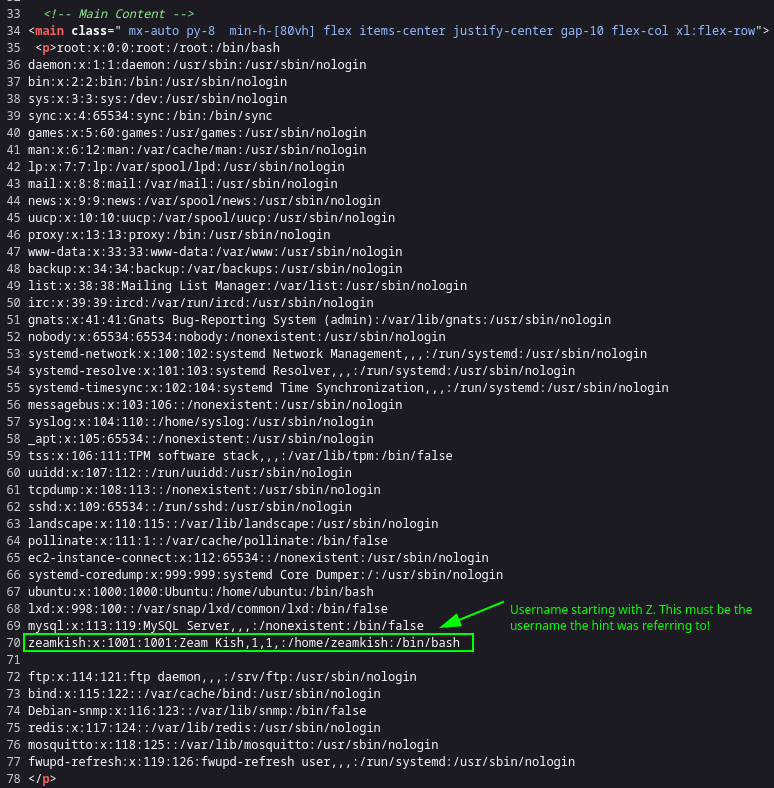 33 <!-- Main Content -->
34 <main class=" mx-auto py-8  min-h-[80vh] flex items-center justify-center gap-10 flex-col xl:flex-row">
35 <p>root:x:0:0:root:/root:/bin/bash
36 daemon:x:1:1:daemon:/usr/sbin:/usr/sbin/nologin
37 bin:x:2:2:bin:/bin:/usr/sbin/nologin
38 sys:x:3:3:sys:/dev:/usr/sbin/nologin
39 sync:x:4:65534:sync:/bin:/bin/sync
40 games:x:5:60:games:/usr/games:/usr/sbin/nologin
41 man:x:6:12:man:/var/cache/man:/usr/sbin/nologin
42 lp:x:7:7:lp:/var/spool/lpd:/usr/sbin/nologin
43 mail:x:8:8:mail:/var/mail:/usr/sbin/nologin
44 news:x:9:9:news:/var/spool/news:/usr/sbin/nologin
45 uucp:x:10:10:uucp:/var/spool/uucp:/usr/sbin/nologin
46 proxy:x:13:13:proxy:/bin:/usr/sbin/nologin
47 www-data:x:33:33:www-data:/var/www:/usr/sbin/nologin
48 backup:x:34:34:backup:/var/backups:/usr/sbin/nologin
49 list:x:38:38:Mailing List Manager:/var/list:/usr/sbin/nologin
50 irc:x:39:39:ircd:/var/run/ircd:/usr/sbin/nologin
51 gnats:x:41:41:Gnats Bug-Reporting System (admin):/var/lib/gnats:/usr/sbin/nologin
52 nobody:x:65534:65534:nobody:/nonexistent:/usr/sbin/nologin
53 systemd-network:x:100:102:systemd Network Management,,,:/run/systemd:/usr/sbin/nologin
54 systemd-resolve:x:101:103:systemd Resolver,,,:/run/systemd:/usr/sbin/nologin
55 systemd-timesync:x:102:104:systemd Time Synchronization,,,:/run/systemd:/usr/sbin/nologin
56 messagebus:x:103:106::/nonexistent:/usr/sbin/nologin
57 syslog:x:104:110::/home/syslog:/usr/sbin/nologin
58 _apt:x:105:65534::/nonexistent:/usr/sbin/nologin
59 tss:x:106:111:TPM software stack,,,:/var/lib/tpm:/bin/false
60 uuidd:x:107:112::/run/uuidd:/usr/sbin/nologin
61 tcpdump:x:108:113::/nonexistent:/usr/sbin/nologin
62 sshd:x:109:65534::/run/sshd:/usr/sbin/nologin
63 landscape:x:110:115::/var/lib/landscape:/usr/sbin/nologin
64 pollinate:x:111:1::/var/cache/pollinate:/bin/false
65 ec2-instance-connect:x:112:65534::/nonexistent:/usr/sbin/nologin
66 systemd-coredump:x:999:999:systemd Core Dumper:/:/usr/sbin/nologin
67 ubuntu:x:1000:1000:Ubuntu:/home/ubuntu:/bin/bash
68 lxd:x:998:100::/var/snap/lxd/common/lxd:/bin/false
Username starting with Z. This must be the
69 mysql:x:113:119:MySQL Server,,,:/nonexistent:/bin/false
username the hint was referring to!
70 zeamkish:x:1001:1001:Zeam Kish,1,1,:/home/zeamkish:/bin/bash
71
72 ftp:x:114:121:ftp daemon,,,:/srv/ftp:/usr/sbin/nologin
73 bind:x:115:122::/var/cache/bind:/usr/sbin/nologin
74 Debian-snmp:x:116:123::/var/lib/snmp:/bin/false
75 redis:x:117:124::/var/lib/redis:/usr/sbin/nologin
76 mosquitto:x:118:125::/var/lib/mosquitto:/usr/sbin/nologin
77 fwupd-refresh:x:119:126:fwupd-refresh user,,,:/run/systemd:/usr/sbin/nologin
78 </p>